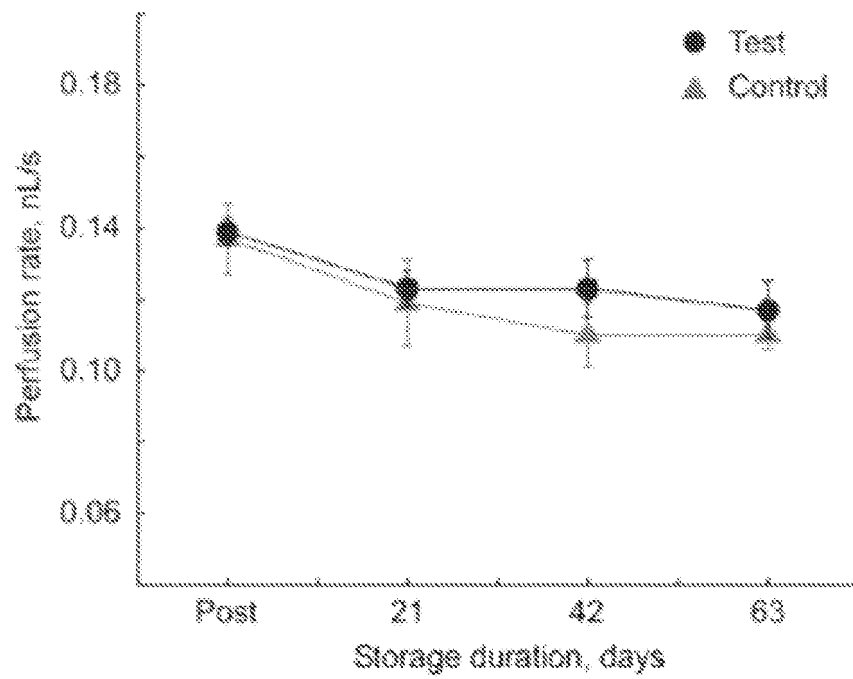 Test
Control
Perfusion rate, nL/s
0.18
0.14
0.10
0.06
Post 21 42 63
Storage duration, days